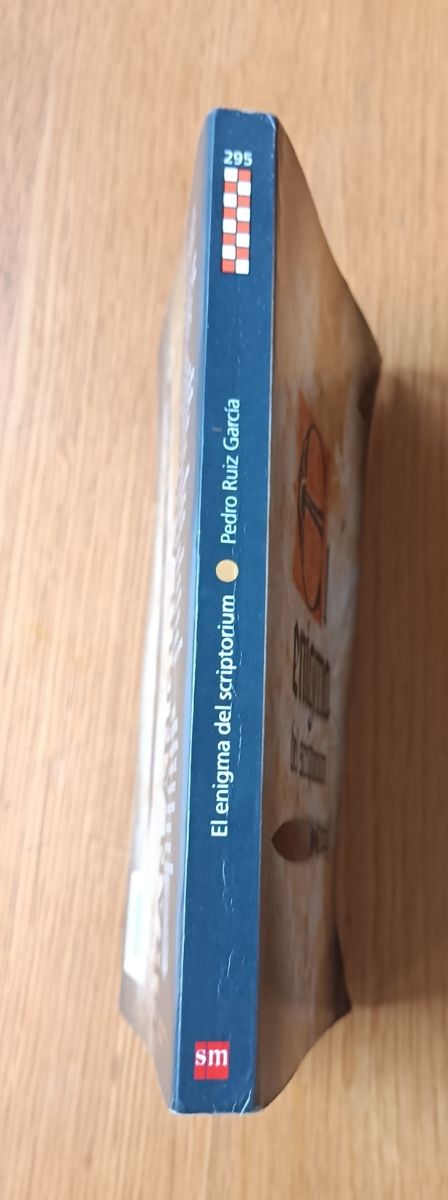 295
El enigma del scriptorium Pedro Ruiz García
sm
enigma